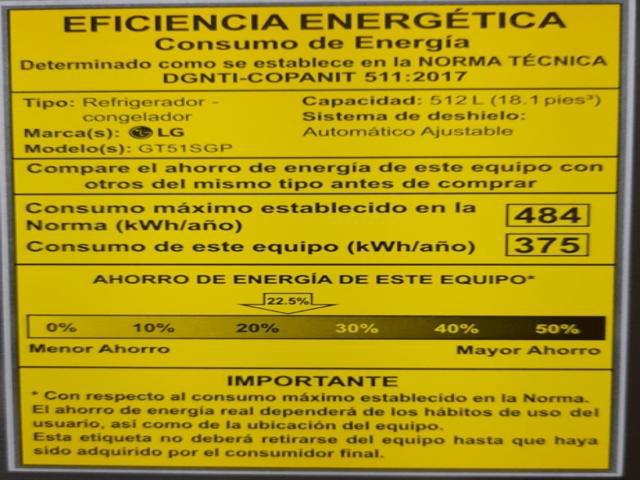 EFICIENCIA ENERGÉTICA
Consumo de Energía
Determinado como se establece en la NORMA TÉCNICA
DGNTI-COPANIT 511:2017
Tipo: Refrigerador -
congelador
Marca(s): LG
Modelo(s): GT51SGP
Capacidad: 512 L (18.1 pies³)
Sistema de deshielo:
Automático Ajustable
Compare el ahorro de energía de este equipo con
otros del mismo tipo antes de comprar
Consumo máximo establecido en la
Norma (kWh/año)
484
Consumo de este equipo (kWh/año)
375
AHORRO DE ENERGÍA DE ESTE EQUIPO*
22.5%
0% 10% 20% 30% 40% 50%
Menor Ahorro
Mayor Ahorro
IMPORTANTE
* Con respecto al consumo máximo establecido en la Norma.
El ahorro de energía real dependerá de los hábitos de uso del
usuario, así como de la ubicación del equipo.
Esta etiqueta no deberá retirarse del equipo hasta que haya
sido adquirido por el consumidor final.